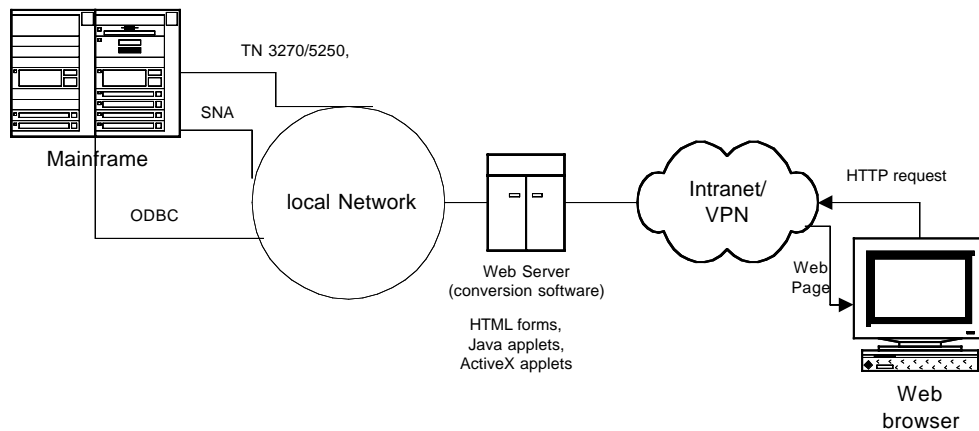 TN 3270/5250,
SNA
Mainframe
ODBC
local Network
Web Server
(conversion software)
HTML forms,
Java applets,
ActiveX applets
Intranet/
VPN
HTTP request
Web
Page
Web
browser